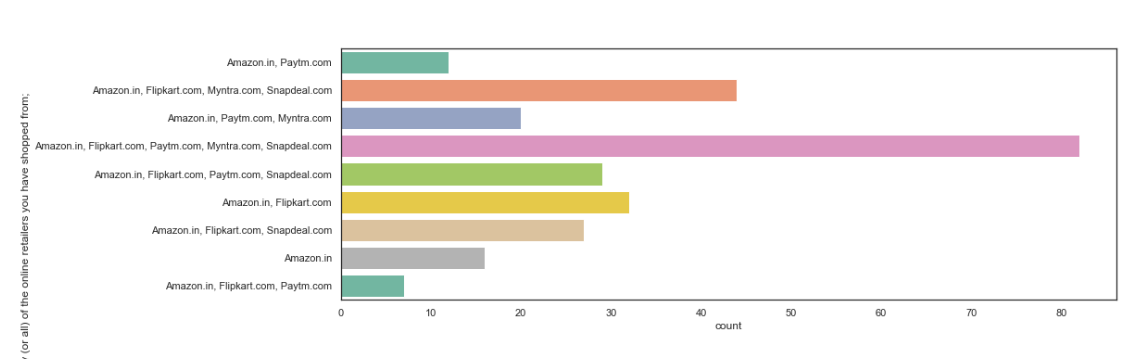 Amazon.in, Paytm.com
Amazon.in, Flipkart.com, Myntra.com, Snapdeal.com
Amazon.in, Paytm.com, Myntra.com
Amazon.in, Flipkart.com, Paytm.com, Myntra.com, Snapdeal.com
Amazon.in, Flipkart.com, Paytm.com, Snapdeal.com
Amazon.in, Flipkart.com
Amazon.in, Flipkart.com, Snapdeal.com
Amazon.in
Amazon.in, Flipkart.com, Paytm.com
(or all) of the online retailers you have shopped from;
0 10 20 30 40 50 60 70 80
count